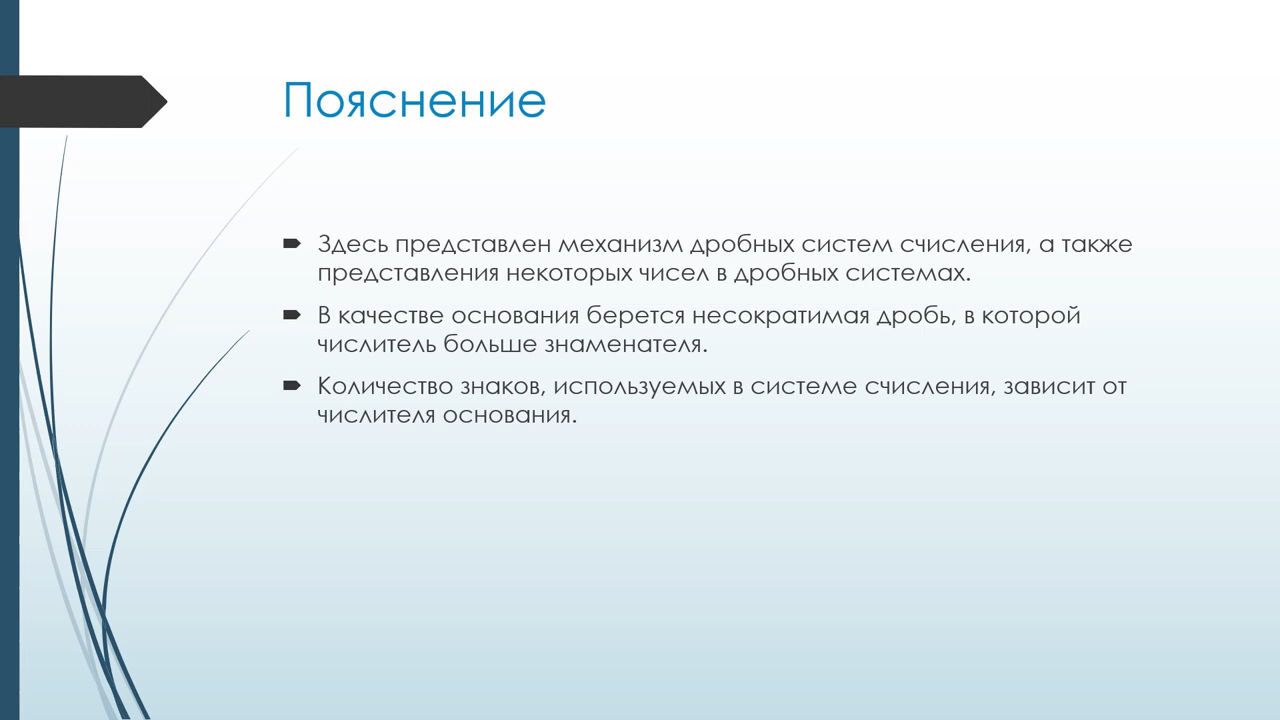 Пояснение
Здесь представлен механизм дробных систем счисления, а также
представления некоторых чисел в дробных системах.
В качестве основания берется несократимая дробь, в которой
числитель больше знаменателя.
Количество знаков, используемых в системе счисления, зависит от
числителя основания.